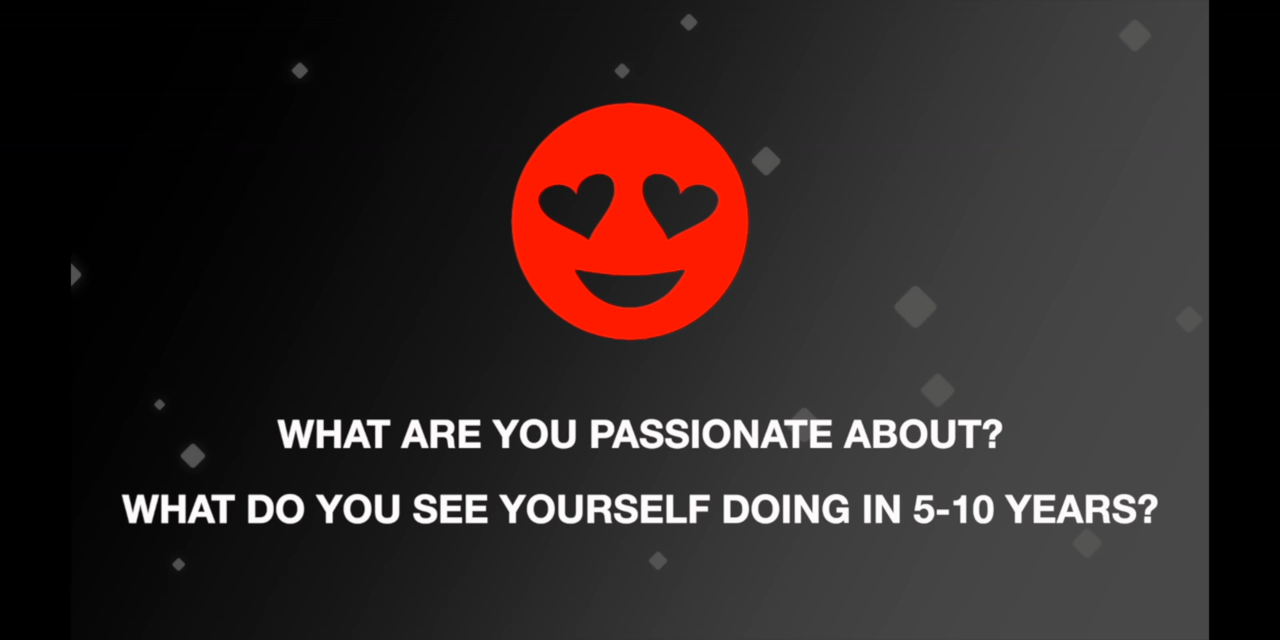 WHAT ARE YOU PASSIONATE ABOUT?
WHAT DO YOU SEE YOURSELF DOING IN 5-10 YEARS?